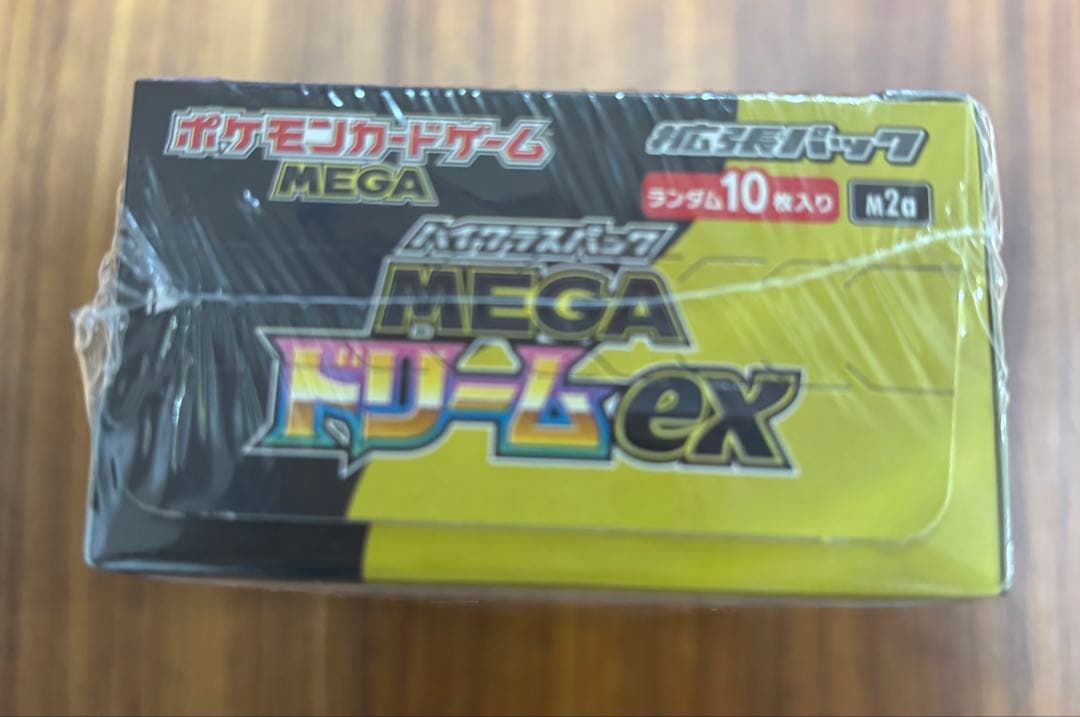 ポケモンカードゲーム
MEGA
拡張パック
ランダム10枚入り
M2a
ハイクラスパック
MEGA
ドリームex